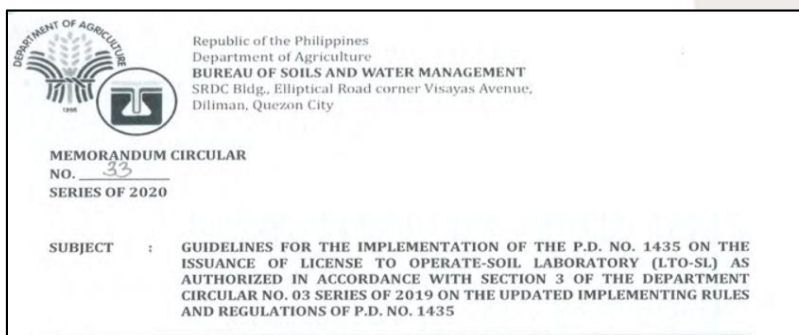 DEPARTMENT OF AGRICULTURE
1898
Republic of the Philippines
Department of Agriculture
BUREAU OF SOILS AND WATER MANAGEMENT
SRDC Bldg., Elliptical Road corner Visayas Avenue,
Diliman, Quezon City
MEMORANDUM CIRCULAR
NO. 33
SERIES OF 2020
SUBJECT : GUIDELINES FOR THE IMPLEMENTATION OF THE P.D. NO. 1435 ON THE
ISSUANCE OF LICENSE TO OPERATE-SOIL LABORATORY (LTO-SL) AS
AUTHORIZED IN ACCORDANCE WITH SECTION 3 OF THE DEPARTMENT
CIRCULAR NO. 03 SERIES OF 2019 ON THE UPDATED IMPLEMENTING RULES
AND REGULATIONS OF P.D. NO. 1435